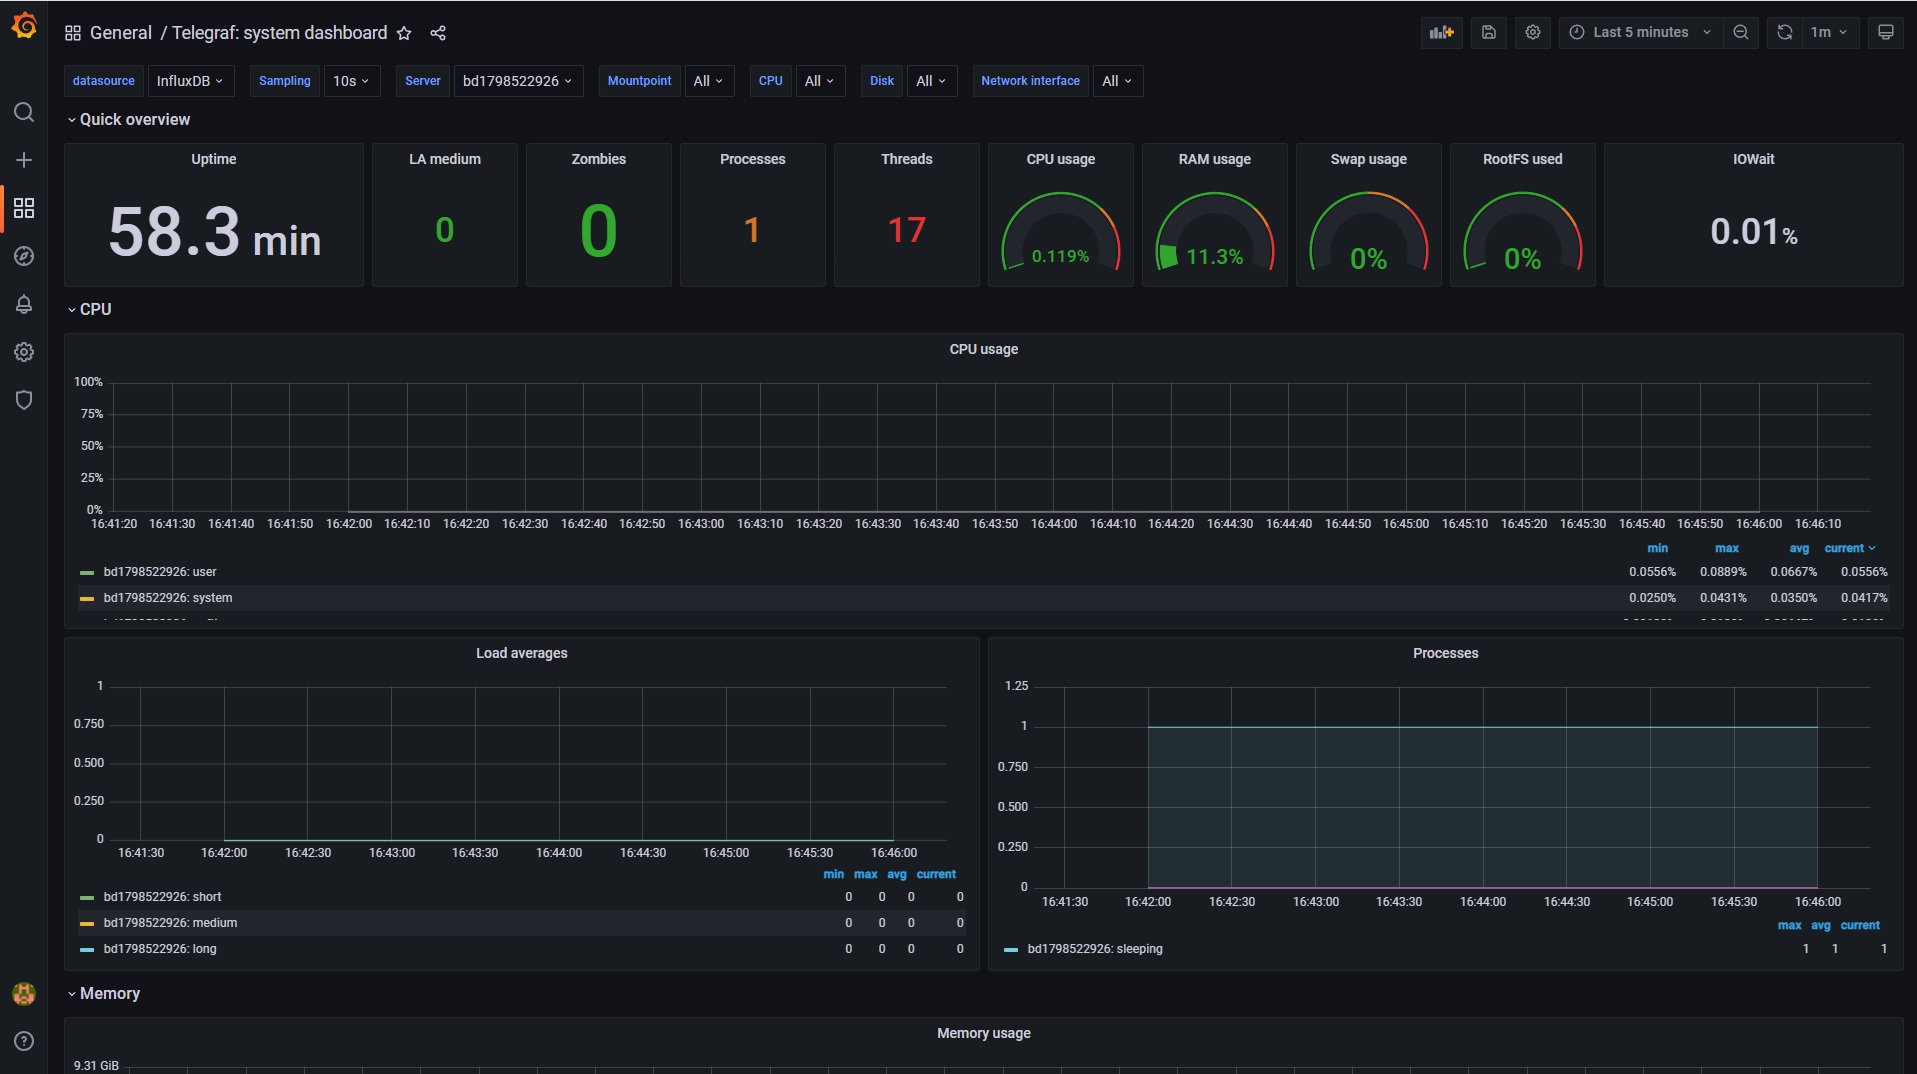 General / Telegraf: system dashboard
Last 5 minutes
1m
datasource InfluxDB Sampling 10s Server bd1798522926 Mountpoint All CPU All Disk All Network interface All
Quick overview
Uptime
58.3 min
LA medium
0
Zombies
0
Processes
1
Threads
17
CPU usage
0.119%
RAM usage
11.3%
Swap usage
0%
RootFS used
0%
IOWait
0.01%
CPU
CPU usage
100%
75%
50%
25%
0%
16:41:20 16:41:30 16:41:40 16:41:50 16:42:00 16:42:10 16:42:20 16:42:30 16:42:40 16:42:50 16:43:00 16:43:10 16:43:20 16:43:30 16:43:40 16:43:50 16:44:00 16:44:10 16:44:20 16:44:30 16:44:40 16:44:50 16:45:00 16:45:10 16:45:20 16:45:30 16:45:40 16:45:50 16:46:00 16:46:10
min max avg current
bd1798522926: user 0.0556% 0.0889% 0.0667% 0.0556%
bd1798522926: system 0.0250% 0.0431% 0.0350% 0.0417%
Load averages
1
0.750
0.500
0.250
0
16:41:30 16:42:00 16:42:30 16:43:00 16:43:30 16:44:00 16:44:30 16:45:00 16:45:30 16:46:00
min max avg current
bd1798522926: short 0 0 0 0
bd1798522926: medium 0 0 0 0
bd1798522926: long 0 0 0 0
Processes
1.25
1
0.750
0.500
0.250
0
16:41:30 16:42:00 16:42:30 16:43:00 16:43:30 16:44:00 16:44:30 16:45:00 16:45:30 16:46:00
max avg current
bd1798522926: sleeping 1 1 1
Memory
Memory usage
9.31 GiB